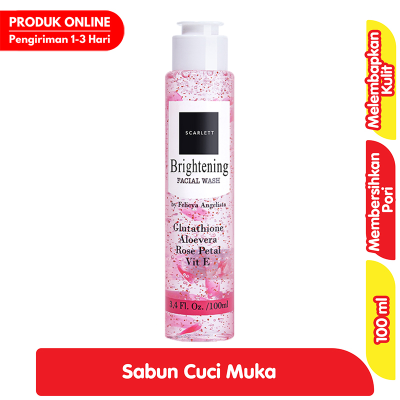 PRODUK ONLINE
Pengiriman 1-3 Hari
SCARLETT
Brightening
FACIAL WASH
by Felicya Angelista
Glutathione
Aloevera
Rose Petal
Vit E
3.4 Fl. Oz. /100ml
Melembapkan
Kulit
Membersihkan
Pori
100 ml
Sabun Cuci Muka